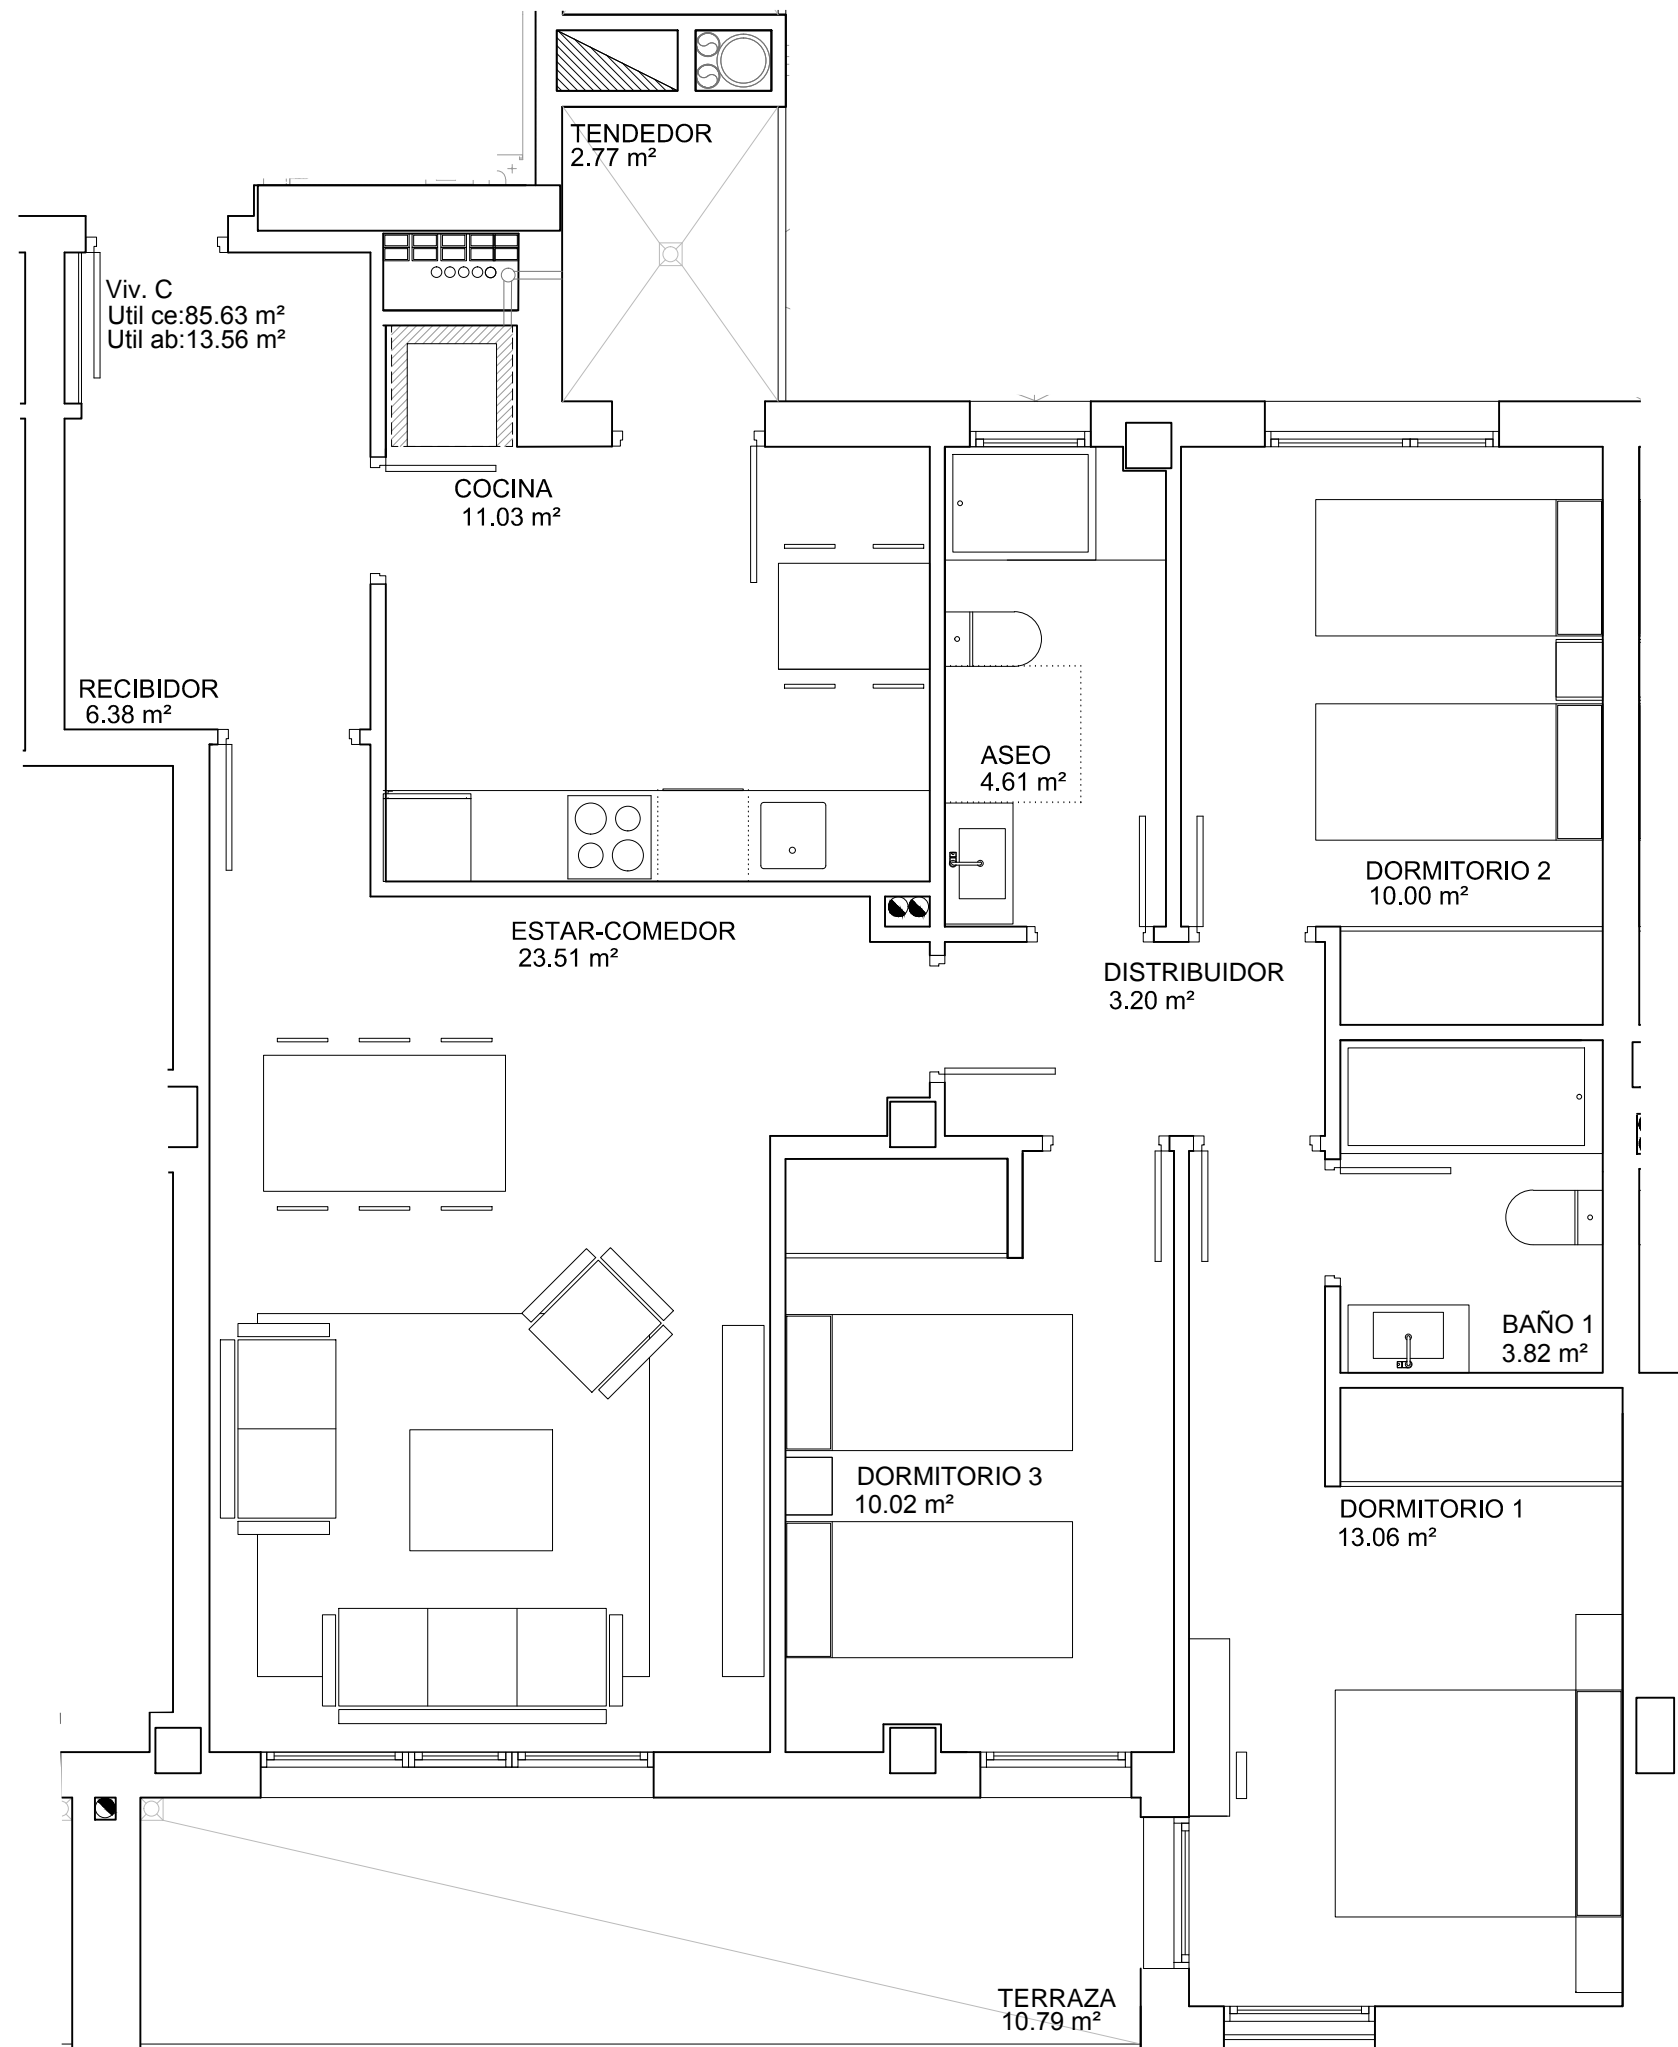 TENDEDOR
2.77 m²
Viv. C
Util ce:85.63 m²
Util ab:13.56 m²
COCINA
11.03 m²
RECIBIDOR
6.38 m²
ASEO
4.61 m²
DORMITORIO 2
10.00 m²
ESTAR-COMEDOR
23.51 m²
DISTRIBUIDOR
3.20 m²
BAÑO 1
3.82 m²
DORMITORIO 3
10.02 m²
DORMITORIO 1
13.06 m²
TERRAZA
10.79 m²